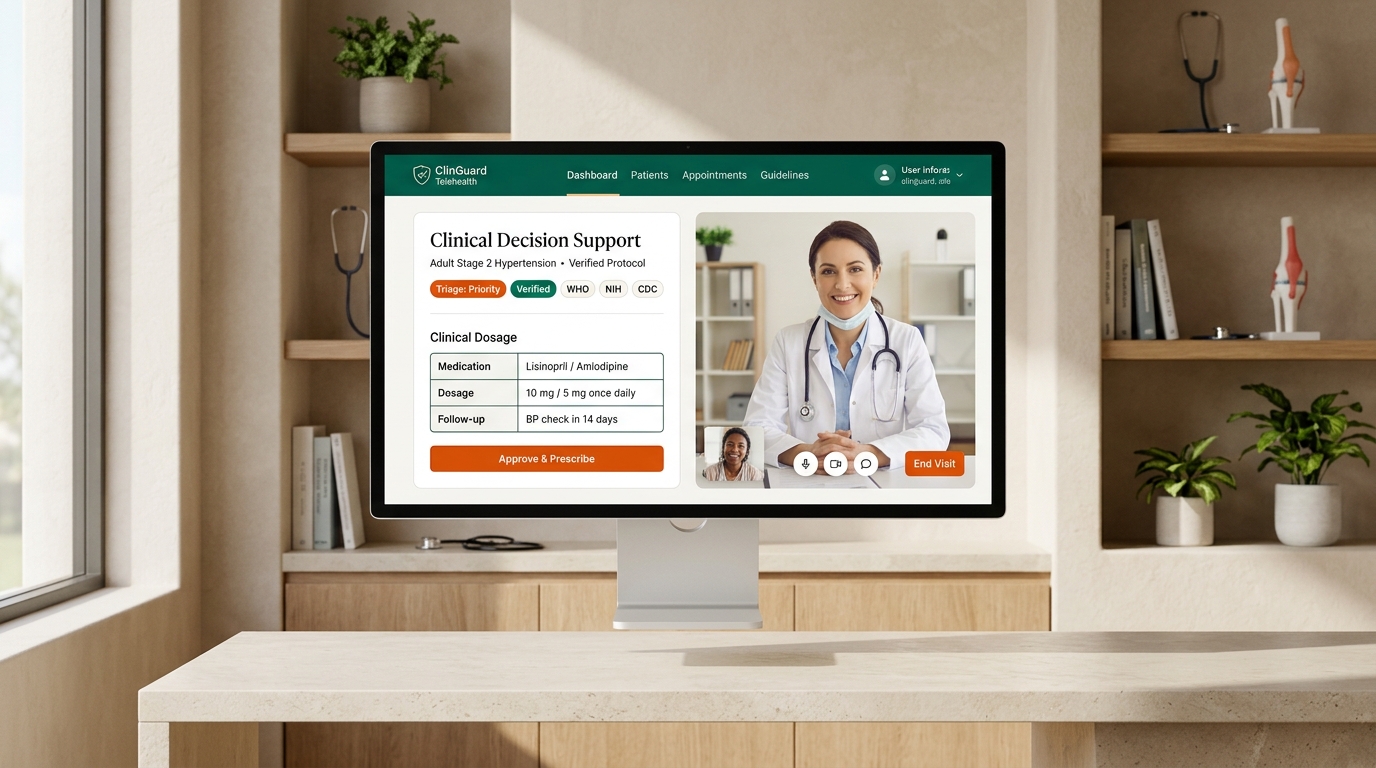 ClinGuard
Telehealth
Dashboard
Patients
Appointments
Guidelines
User
Clinical Decision Support
Adult Stage 2 Hypertension • Verified Protocol
Triage: Priority
Verified
WHO
NIH
CDC
Clinical Dosage
Medication
Lisinopril / Amlodipine
Dosage
10 mg / 5 mg once daily
Follow-up
BP check in 14 days
Approve & Prescribe
End Visit